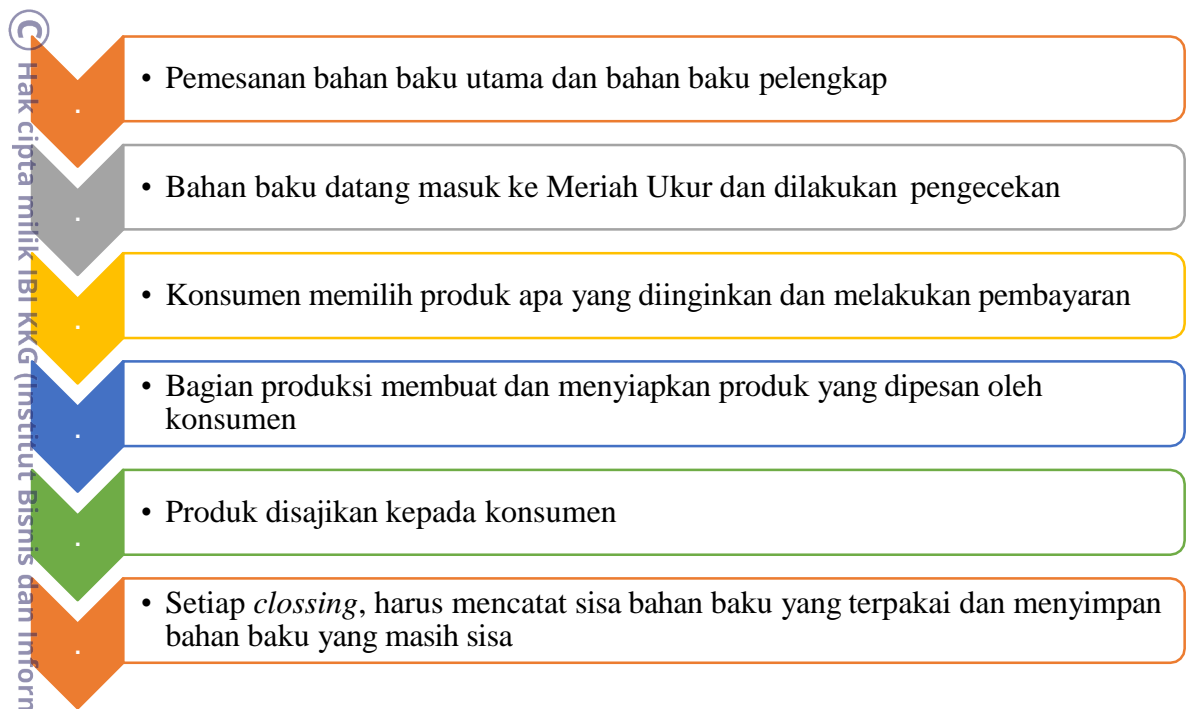 • Pemesanan bahan baku utama dan bahan baku pelengkap
• Bahan baku datang masuk ke Meriah Ukur dan dilakukan pengecekan
• Konsumen memilih produk apa yang diinginkan dan melakukan pembayaran
• Bagian produksi membuat dan menyiapkan produk yang dipesan oleh
konsumen
• Produk disajikan kepada konsumen
• Setiap clossing, harus mencatat sisa bahan baku yang terpakai dan menyimpan
bahan baku yang masih sisa
© Hak cipta milik IBI KKG (Institut Bisnis dan Inform